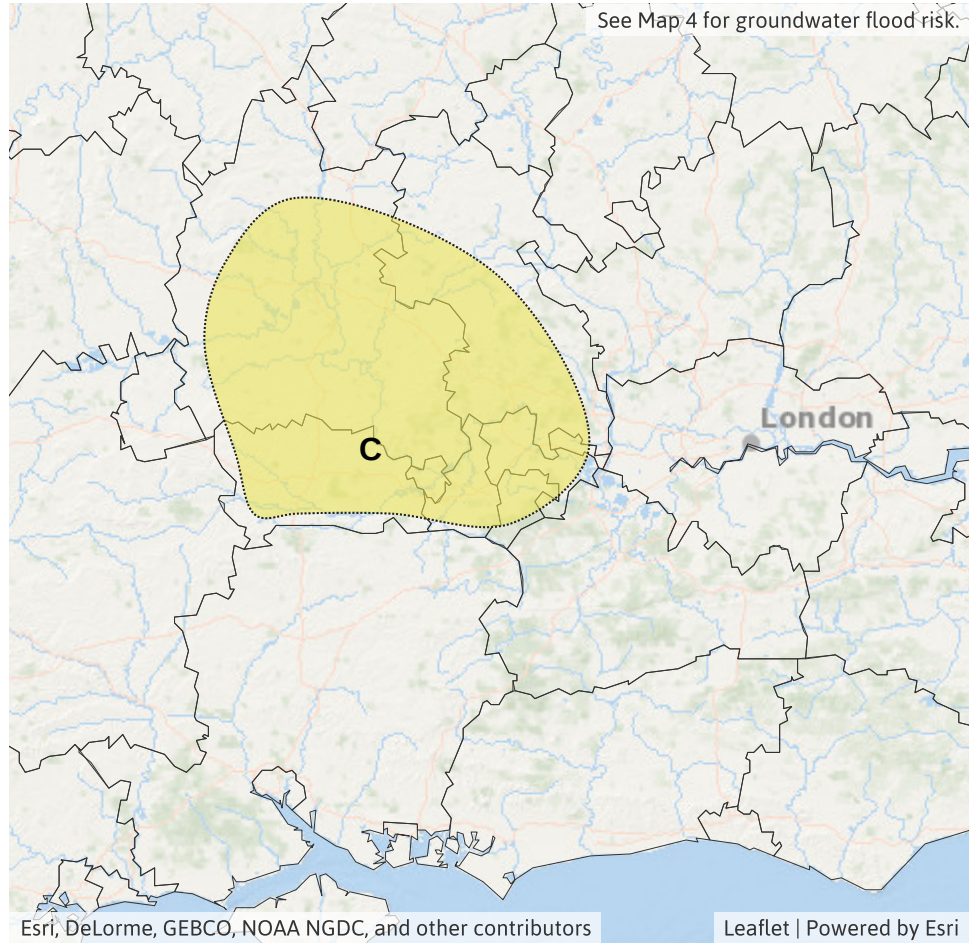 See Map 4 for groundwater flood risk.
London
C
Esri, DeLorme, GEBCO, NOAA NGDC, and other contributors
Leaflet | Powered by Esri